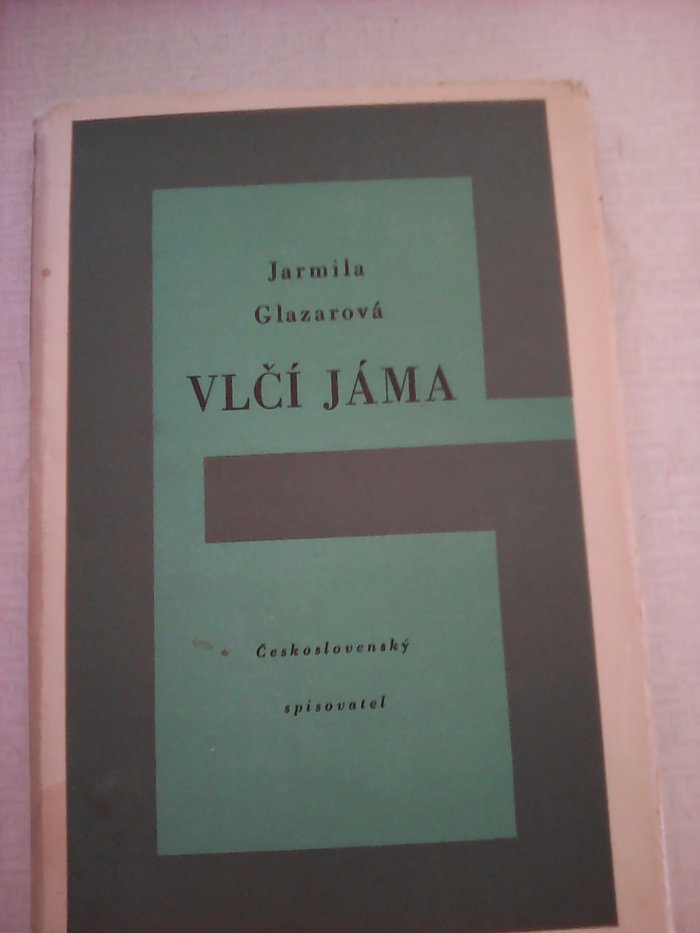 Jarmila
Glazarová
VLČÍ JÁMA
Československý
spisovatel